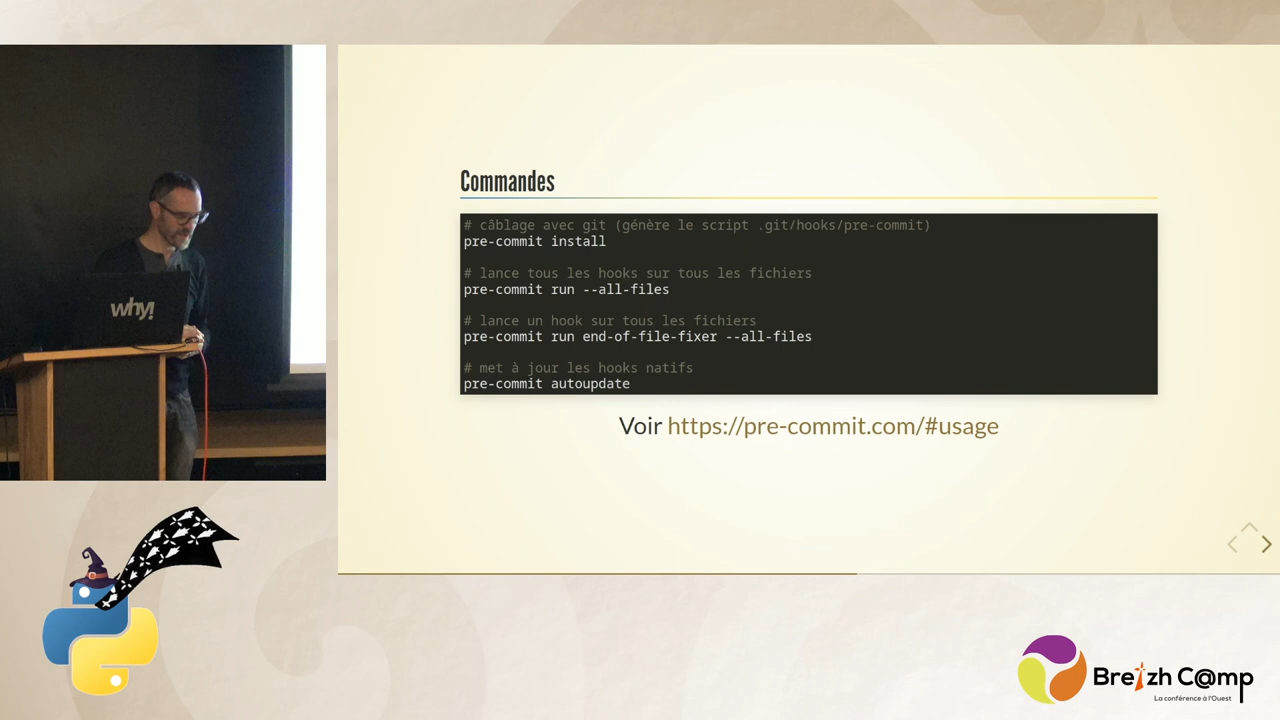 Commandes
# câblage avec git (génère le script .git/hooks/pre-commit)
pre-commit install
# lance tous les hooks sur tous les fichiers
pre-commit run --all-files
# lance un hook sur tous les fichiers
pre-commit run end-of-file-fixer --all-files
# met à jour les hooks natifs
pre-commit autoupdate
Voir https://pre-commit.com/#usage
why!
Breizh C@mp
La conférence à l'Ouest